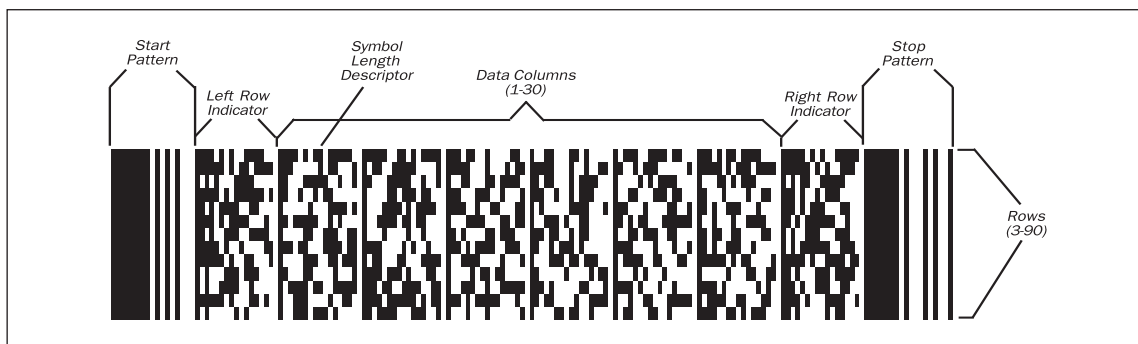 Start
Pattern
Left Row
Indicator
Symbol
Length
Descriptor
Data Columns
(1-30)
Right Row
Indicator
Stop
Pattern
Rows
(3-90)